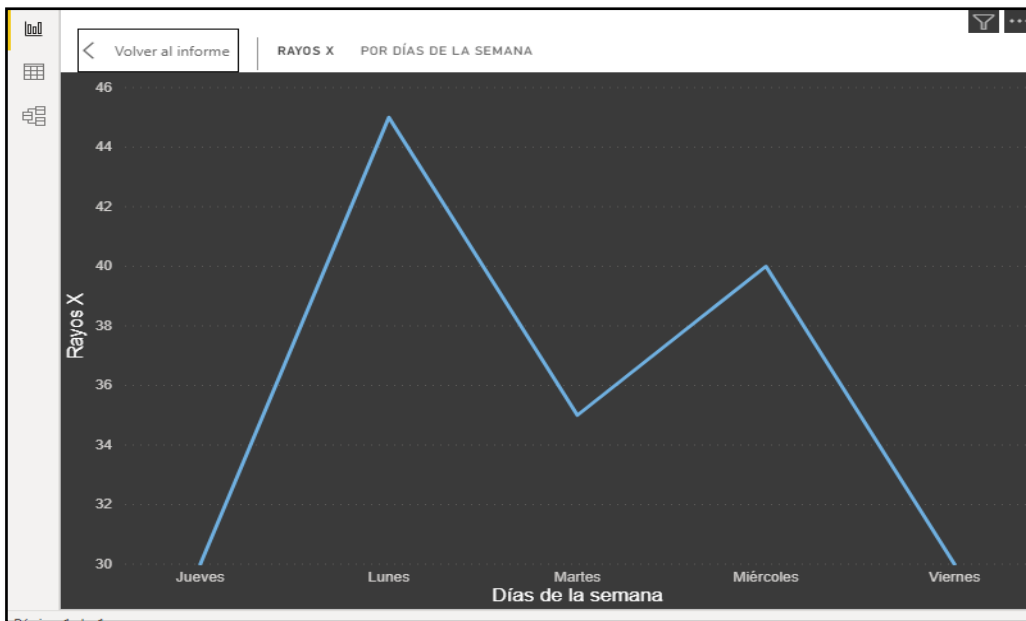 Volver al informe RAYOS X POR DÍAS DE LA SEMANA
46
44
42
40
38
36
34
32
30
Rayos X
Jueves Lunes Martes Miércoles Viernes
Días de la semana